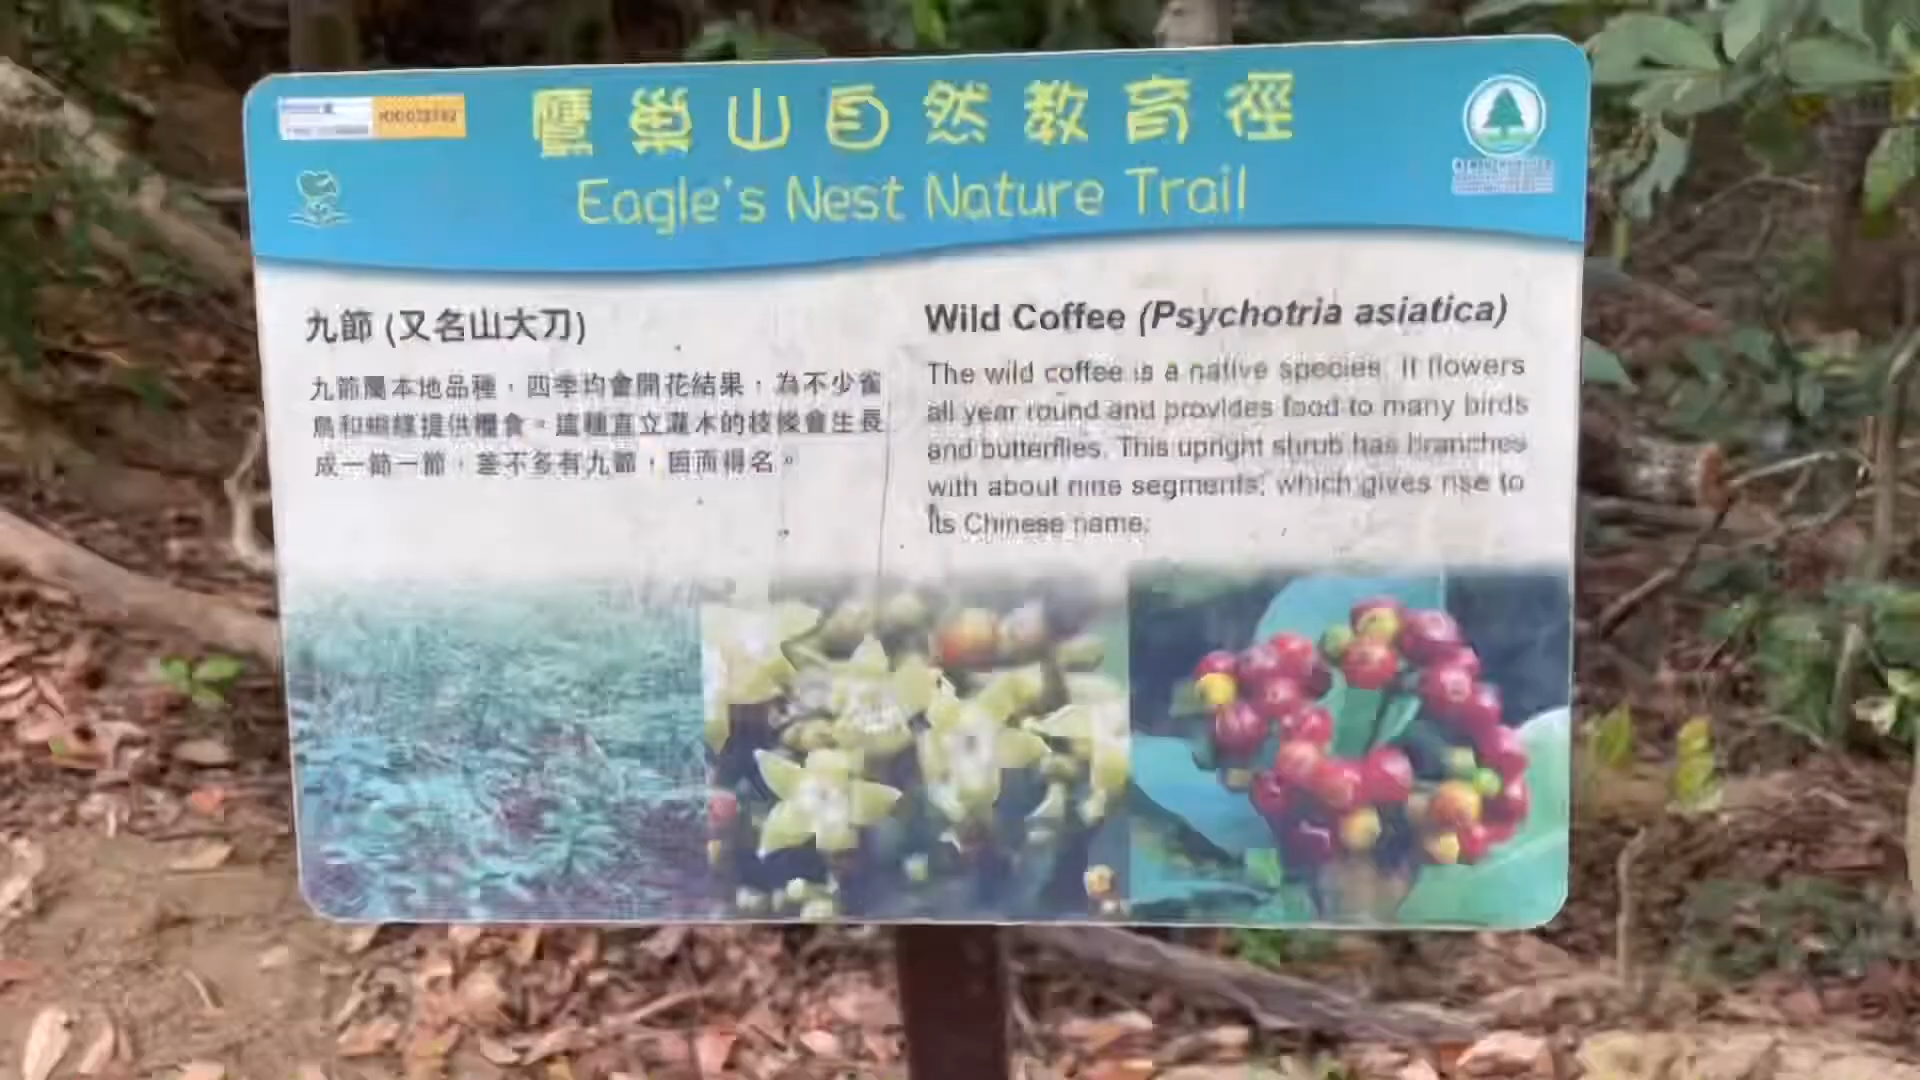 鷹巢山自然教育徑
Eagle's Nest Nature Trail
九節 (又名山大刀)
九節屬本地品種，四季均會開花結果，為不少雀
鳥和蝴蝶提供糧食。這種直立灌木的枝條會生長
成一節一節，差不多有九節，因而得名。
Wild Coffee (Psychotria asiatica)
The wild coffee is a native species. It flowers
all year round and provides food to many birds
and butterflies. This upright shrub has branches
with about nine segments, which gives rise to
its Chinese name.